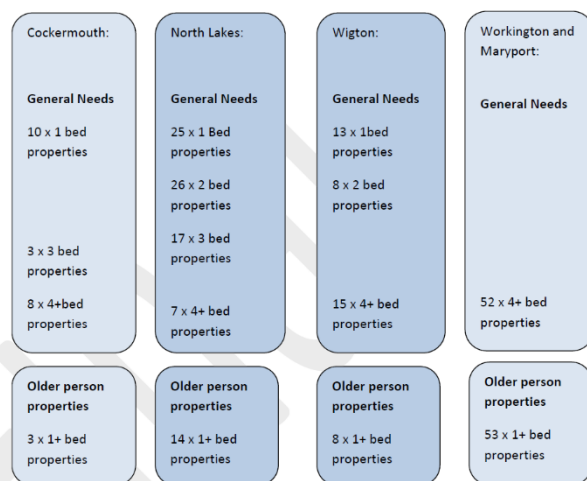 Cockermouth:
General Needs
10 x 1 bed
properties
3 x 3 bed
properties
8 x 4+bed
properties
Older person
properties
3 x 1+ bed
properties
North Lakes:
General Needs
25 x 1 Bed
properties
26 x 2 bed
properties
17 x 3 bed
properties
7 x 4+ bed
properties
Older person
properties
14 x 1+ bed
properties
Wigton:
General Needs
13 x 1bed
properties
8 x 2 bed
properties
15 x 4+ bed
properties
Older person
properties
8 x 1+ bed
properties
Workington and
Maryport:
General Needs
52 x 4+ bed
properties
Older person
properties
53 x 1+ bed
properties